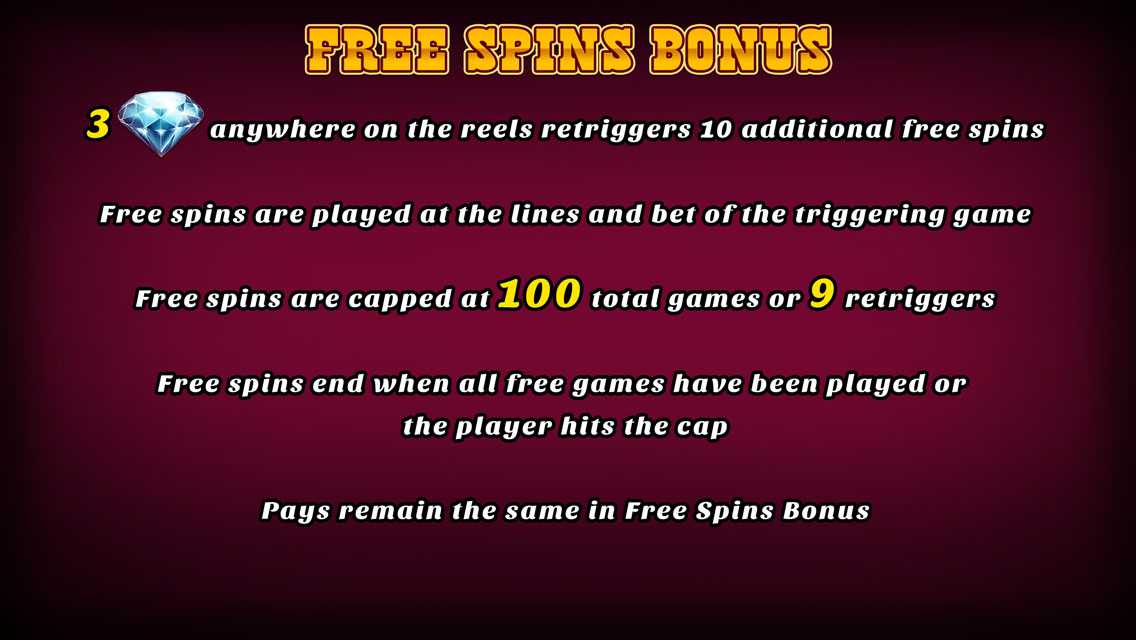 FREE SPINS BONUS
3 anywhere on the reels retriggers 10 additional free spins
Free spins are played at the lines and bet of the triggering game
Free spins are capped at 100 total games or 9 retriggers
Free spins end when all free games have been played or
the player hits the cap
Pays remain the same in Free Spins Bonus